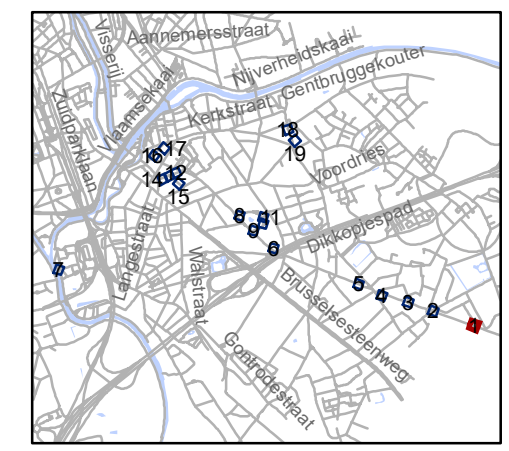 Visserij
Aannemersstraat
Nijverheidskaai
Zuidparklaan
Vlaamsekaai
Kerkstraat
Gentbruggekouter
18
16
17
19
Voordries
14
12
15
8
11
9
Langestraat
Dikkopjespad
6
7
Walstraat
Brusselsesteenweg
5
4
3
2
1
Gontrodestraat